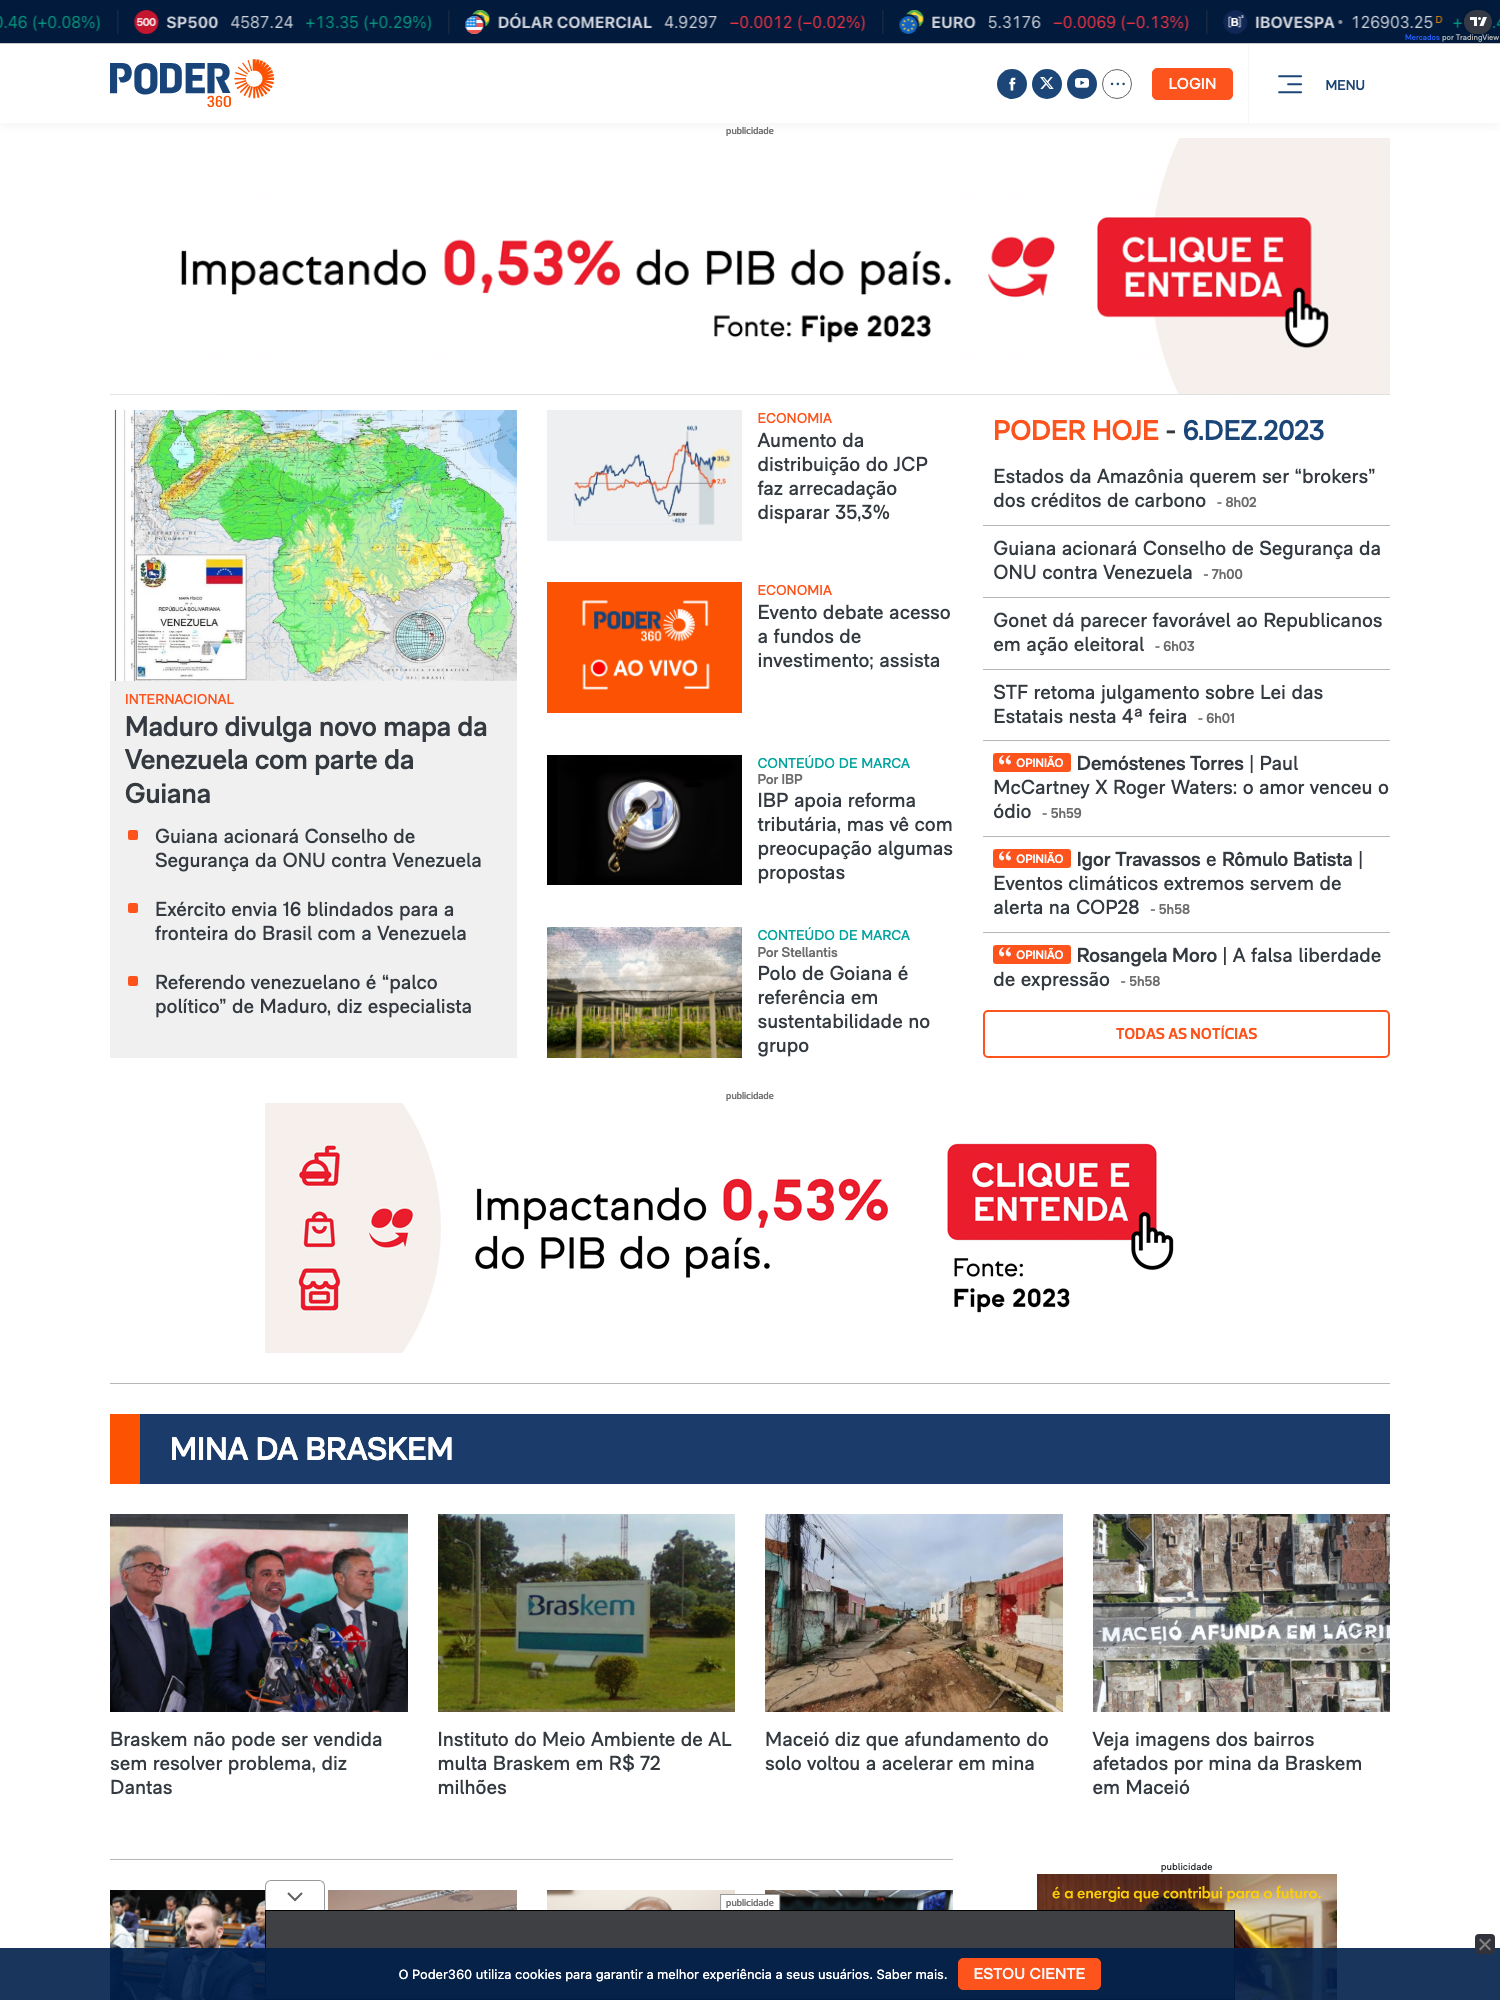 0.46 (+0.08%)
500 SP500 4587.24 +13.35 (+0.29%)
DÓLAR COMERCIAL 4.9297 −0.0012 (−0.02%)
EURO 5.3176 −0.0069 (−0.13%)
IBOVESPA 126903.25 D
Mercados por TradingView
PODER
360
LOGIN
MENU
publicidade
Impactando 0,53% do PIB do país.
Fonte: Fipe 2023
CLIQUE E
ENTENDA
MAPA FÍSICO
REPÚBLICA BOLIVARIANA
VENEZUELA
INTERNACIONAL
Maduro divulga novo mapa da
Venezuela com parte da
Guiana
Guiana acionará Conselho de
Segurança da ONU contra Venezuela
Exército envia 16 blindados para a
fronteira do Brasil com a Venezuela
Referendo venezuelano é “palco
político” de Maduro, diz especialista
60,3
35,3
2,5
menor
-43,9
ECONOMIA
Aumento da
distribuição do JCP
faz arrecadação
disparar 35,3%
PODER
360
AO VIVO
ECONOMIA
Evento debate acesso
a fundos de
investimento; assista
CONTEÚDO DE MARCA
Por IBP
IBP apoia reforma
tributária, mas vê com
preocupação algumas
propostas
CONTEÚDO DE MARCA
Por Stellantis
Polo de Goiana é
referência em
sustentabilidade no
grupo
PODER HOJE - 6.DEZ.2023
Estados da Amazônia querem ser “brokers”
dos créditos de carbono - 8h02
Guiana acionará Conselho de Segurança da
ONU contra Venezuela - 7h00
Gonet dá parecer favorável ao Republicanos
em ação eleitoral - 6h03
STF retoma julgamento sobre Lei das
Estatais nesta 4ª feira - 6h01
“ OPINIÃO Demóstenes Torres | Paul
McCartney X Roger Waters: o amor venceu o
ódio - 5h59
“ OPINIÃO Igor Travassos e Rômulo Batista |
Eventos climáticos extremos servem de
alerta na COP28 - 5h58
“ OPINIÃO Rosangela Moro | A falsa liberdade
de expressão - 5h58
TODAS AS NOTÍCIAS
publicidade
Impactando 0,53%
do PIB do país.
CLIQUE E
ENTENDA
Fonte:
Fipe 2023
MINA DA BRASKEM
Braskem
MACEIÓ AFUNDA EM LÁGRI
Braskem não pode ser vendida
sem resolver problema, diz
Dantas
Instituto do Meio Ambiente de AL
multa Braskem em R$ 72
milhões
Maceió diz que afundamento do
solo voltou a acelerar em mina
Veja imagens dos bairros
afetados por mina da Braskem
em Maceió
publicidade
é a energia que contribui para o futuro.
publicidade
O Poder360 utiliza cookies para garantir a melhor experiência a seus usuários. Saber mais.
ESTOU CIENTE